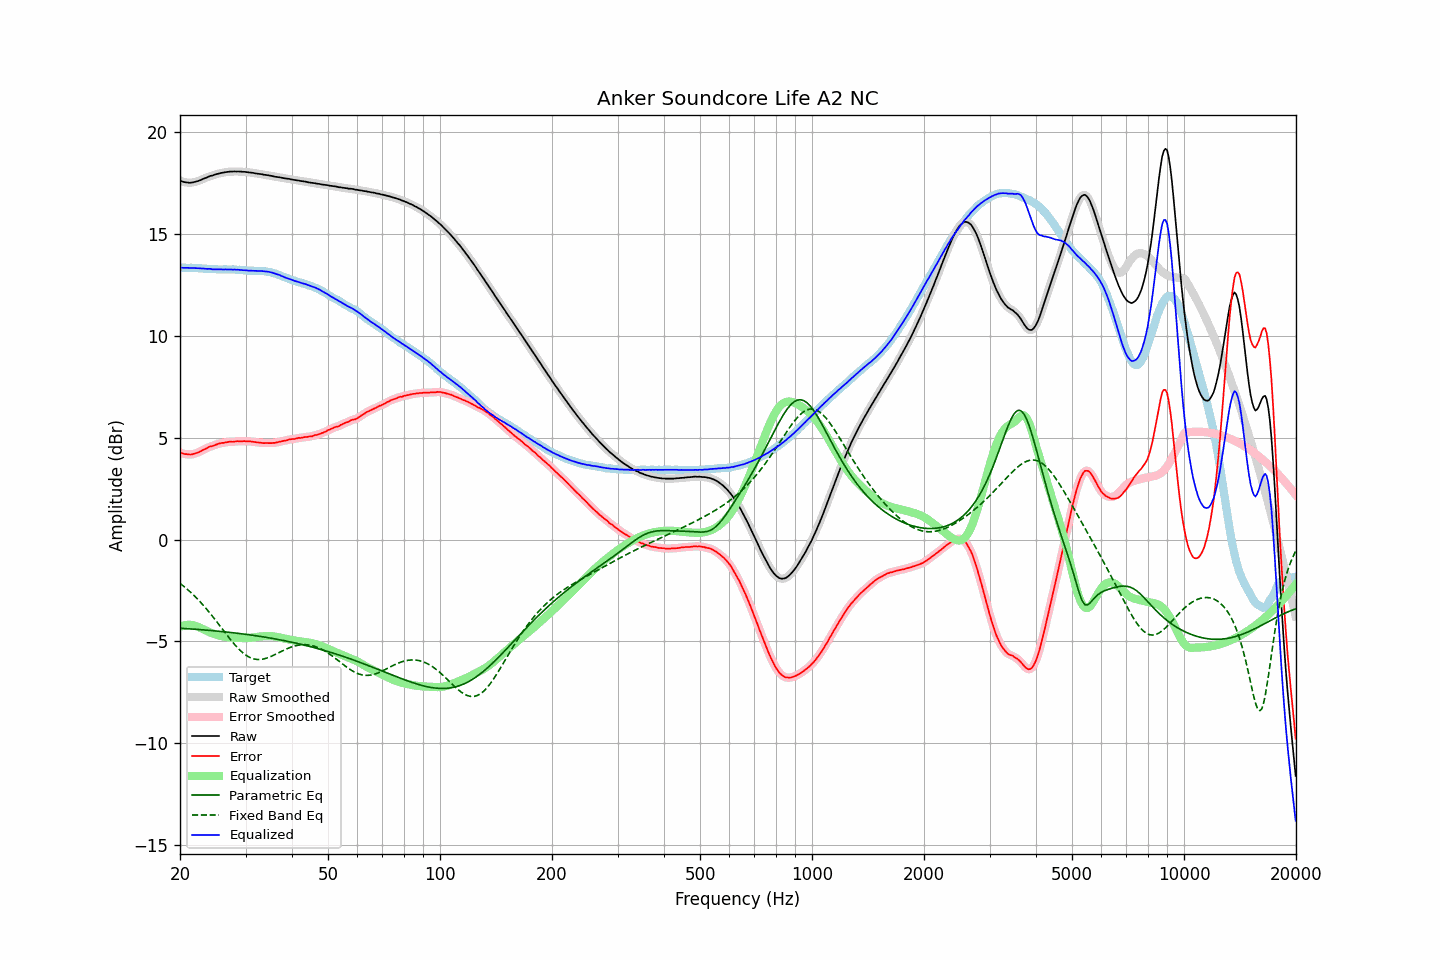 Anker Soundcore Life A2 NC
Amplitude (dBr)
20
15
10
5
0
−5
−10
−15
Target
Raw Smoothed
Error Smoothed
Raw
Error
Equalization
Parametric Eq
Fixed Band Eq
Equalized
20 50 100 200 500 1000 2000 5000 10000 20000
Frequency (Hz)